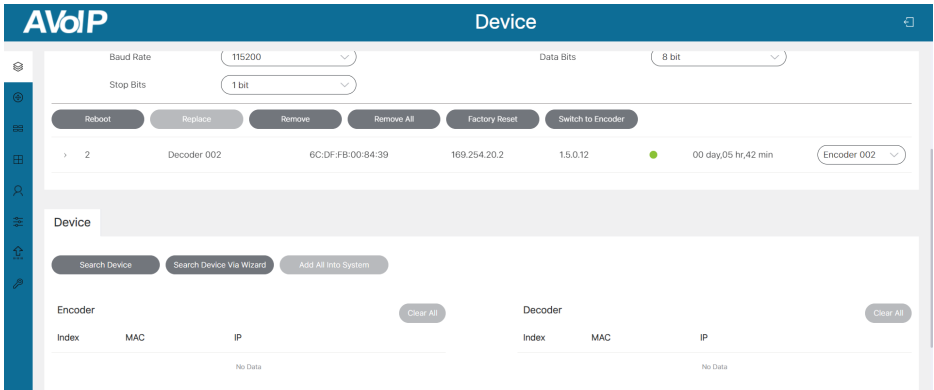 AVoIP
Device
Baud Rate 115200 Data Bits 8 bit
Stop Bits 1 bit
Reboot Replace Remove Remove All Factory Reset Switch to Encoder
2 Decoder 002 6C:DF:FB:00:84:39 169.254.20.2 1.5.0.12 00 day,05 hr,42 min Encoder 002
Device
Search Device Search Device Via Wizard Add All Into System
Encoder Clear All Decoder Clear All
Index MAC IP Index MAC IP
No Data No Data